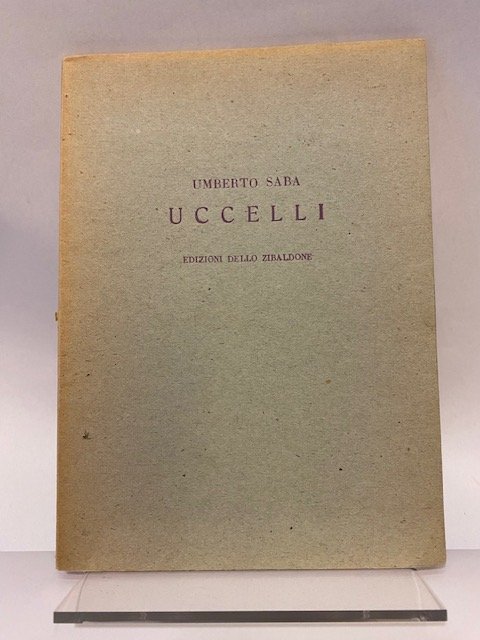 UMBERTO SABA
UCCELLI
EDIZIONI DELLO ZIBALDONE